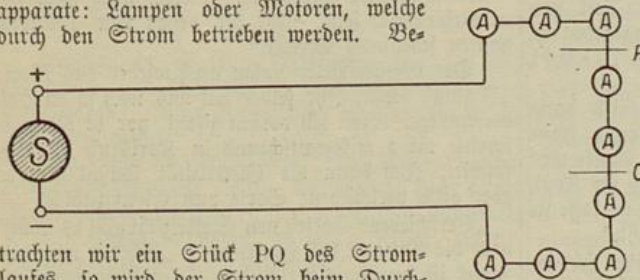 apparate: Lampen oder Motoren, welche
durch den Strom betrieben werden. Be=
A A A
P
+
A
S
A
Q
A
−
A A A
trachten wir ein Stück PQ des Strom=
laufes, so wird der Strom beim Durch=